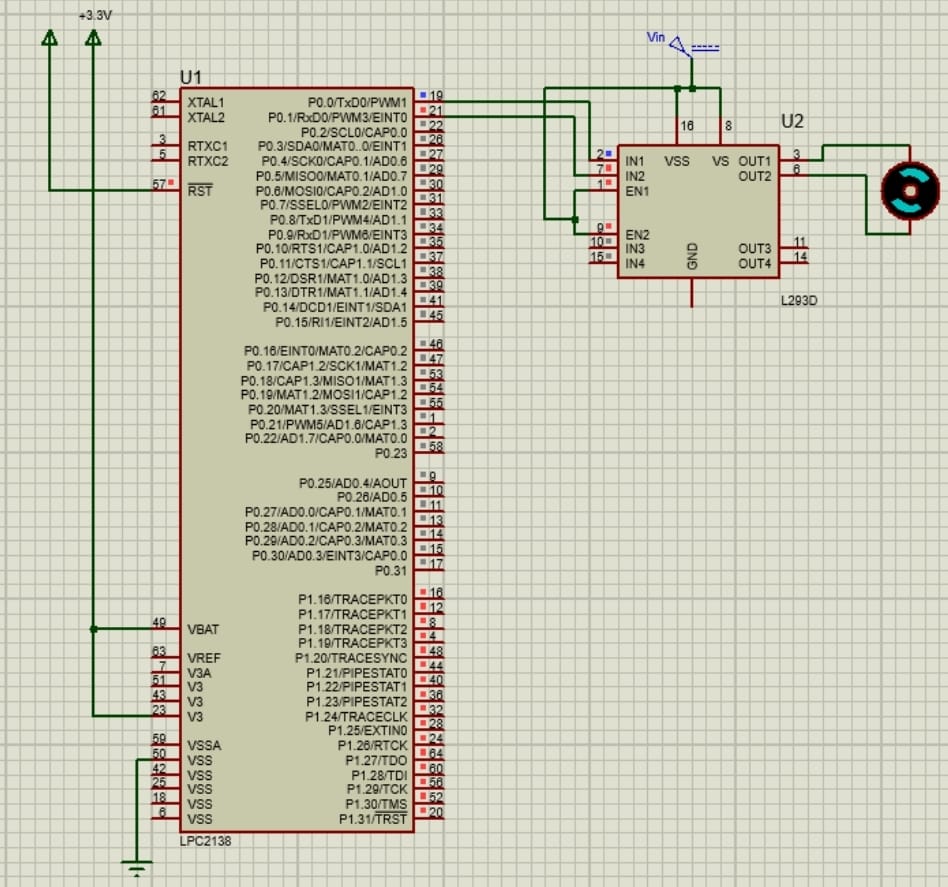 +3.3V
Vin
U1
62 XTAL1 P0.0/TxD0/PWM1 19
61 XTAL2 P0.1/RxD0/PWM3/EINT0 21
P0.2/SCL0/CAP0.0 22
3 RTXC1 P0.3/SDA0/MAT0..0/EINT1 26
5 RTXC2 P0.4/SCK0/CAP0.1/AD0.6 27
P0.5/MISO0/MAT0.1/AD0.7 29
57 RST P0.6/MOSI0/CAP0.2/AD1.0 30
P0.7/SSEL0/PWM2/EINT2 31
P0.8/TxD1/PWM4/AD1.1 33
P0.9/RxD1/PWM6/EINT3 34
P0.10/RTS1/CAP1.0/AD1.2 35
P0.11/CTS1/CAP1.1/SCL1 37
P0.12/DSR1/MAT1.0/AD1.3 38
P0.13/DTR1/MAT1.1/AD1.4 39
P0.14/DCD1/EINT1/SDA1 41
P0.15/RI1/EINT2/AD1.5 45
P0.16/EINT0/MAT0.2/CAP0.2 46
P0.17/CAP1.2/SCK1/MAT1.2 47
P0.18/CAP1.3/MISO1/MAT1.3 53
P0.19/MAT1.2/MOSI1/CAP1.2 54
P0.20/MAT1.3/SSEL1/EINT3 55
P0.21/PWM5/AD1.6/CAP1.3 1
P0.22/AD1.7/CAP0.0/MAT0.0 2
P0.23 58
P0.25/AD0.4/AOUT 9
P0.26/AD0.5 10
P0.27/AD0.0/CAP0.1/MAT0.1 11
P0.28/AD0.1/CAP0.2/MAT0.2 13
P0.29/AD0.2/CAP0.3/MAT0.3 14
P0.30/AD0.3/EINT3/CAP0.0 15
P0.31 17
P1.16/TRACEPKT0 16
P1.17/TRACEPKT1 12
49 VBAT P1.18/TRACEPKT2 8
P1.19/TRACEPKT3 4
63 VREF P1.20/TRACESYNC 48
7 V3A P1.21/PIPESTAT0 44
51 V3 P1.22/PIPESTAT1 40
43 V3 P1.23/PIPESTAT2 36
23 V3 P1.24/TRACECLK 32
P1.25/EXTIN0 28
59 VSSA P1.26/RTCK 24
50 VSS P1.27/TDO 64
42 VSS P1.28/TDI 60
25 VSS P1.29/TCK 56
18 VSS P1.30/TMS 52
6 VSS P1.31/TRST 20
LPC2138
U2
16 8
2 IN1 VSS VS OUT1 3
7 IN2 OUT2 6
1 EN1
9 EN2
10 IN3 OUT3 11
15 IN4 GND OUT4 14
L293D